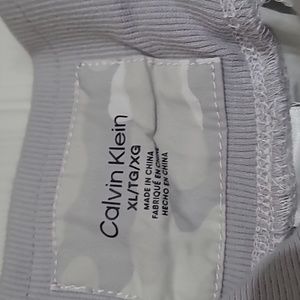 Calvin Klein
XL/TG/XG
MADE IN CHINA
FABRIQUÉ EN CHINE
HECHO EN CHINA